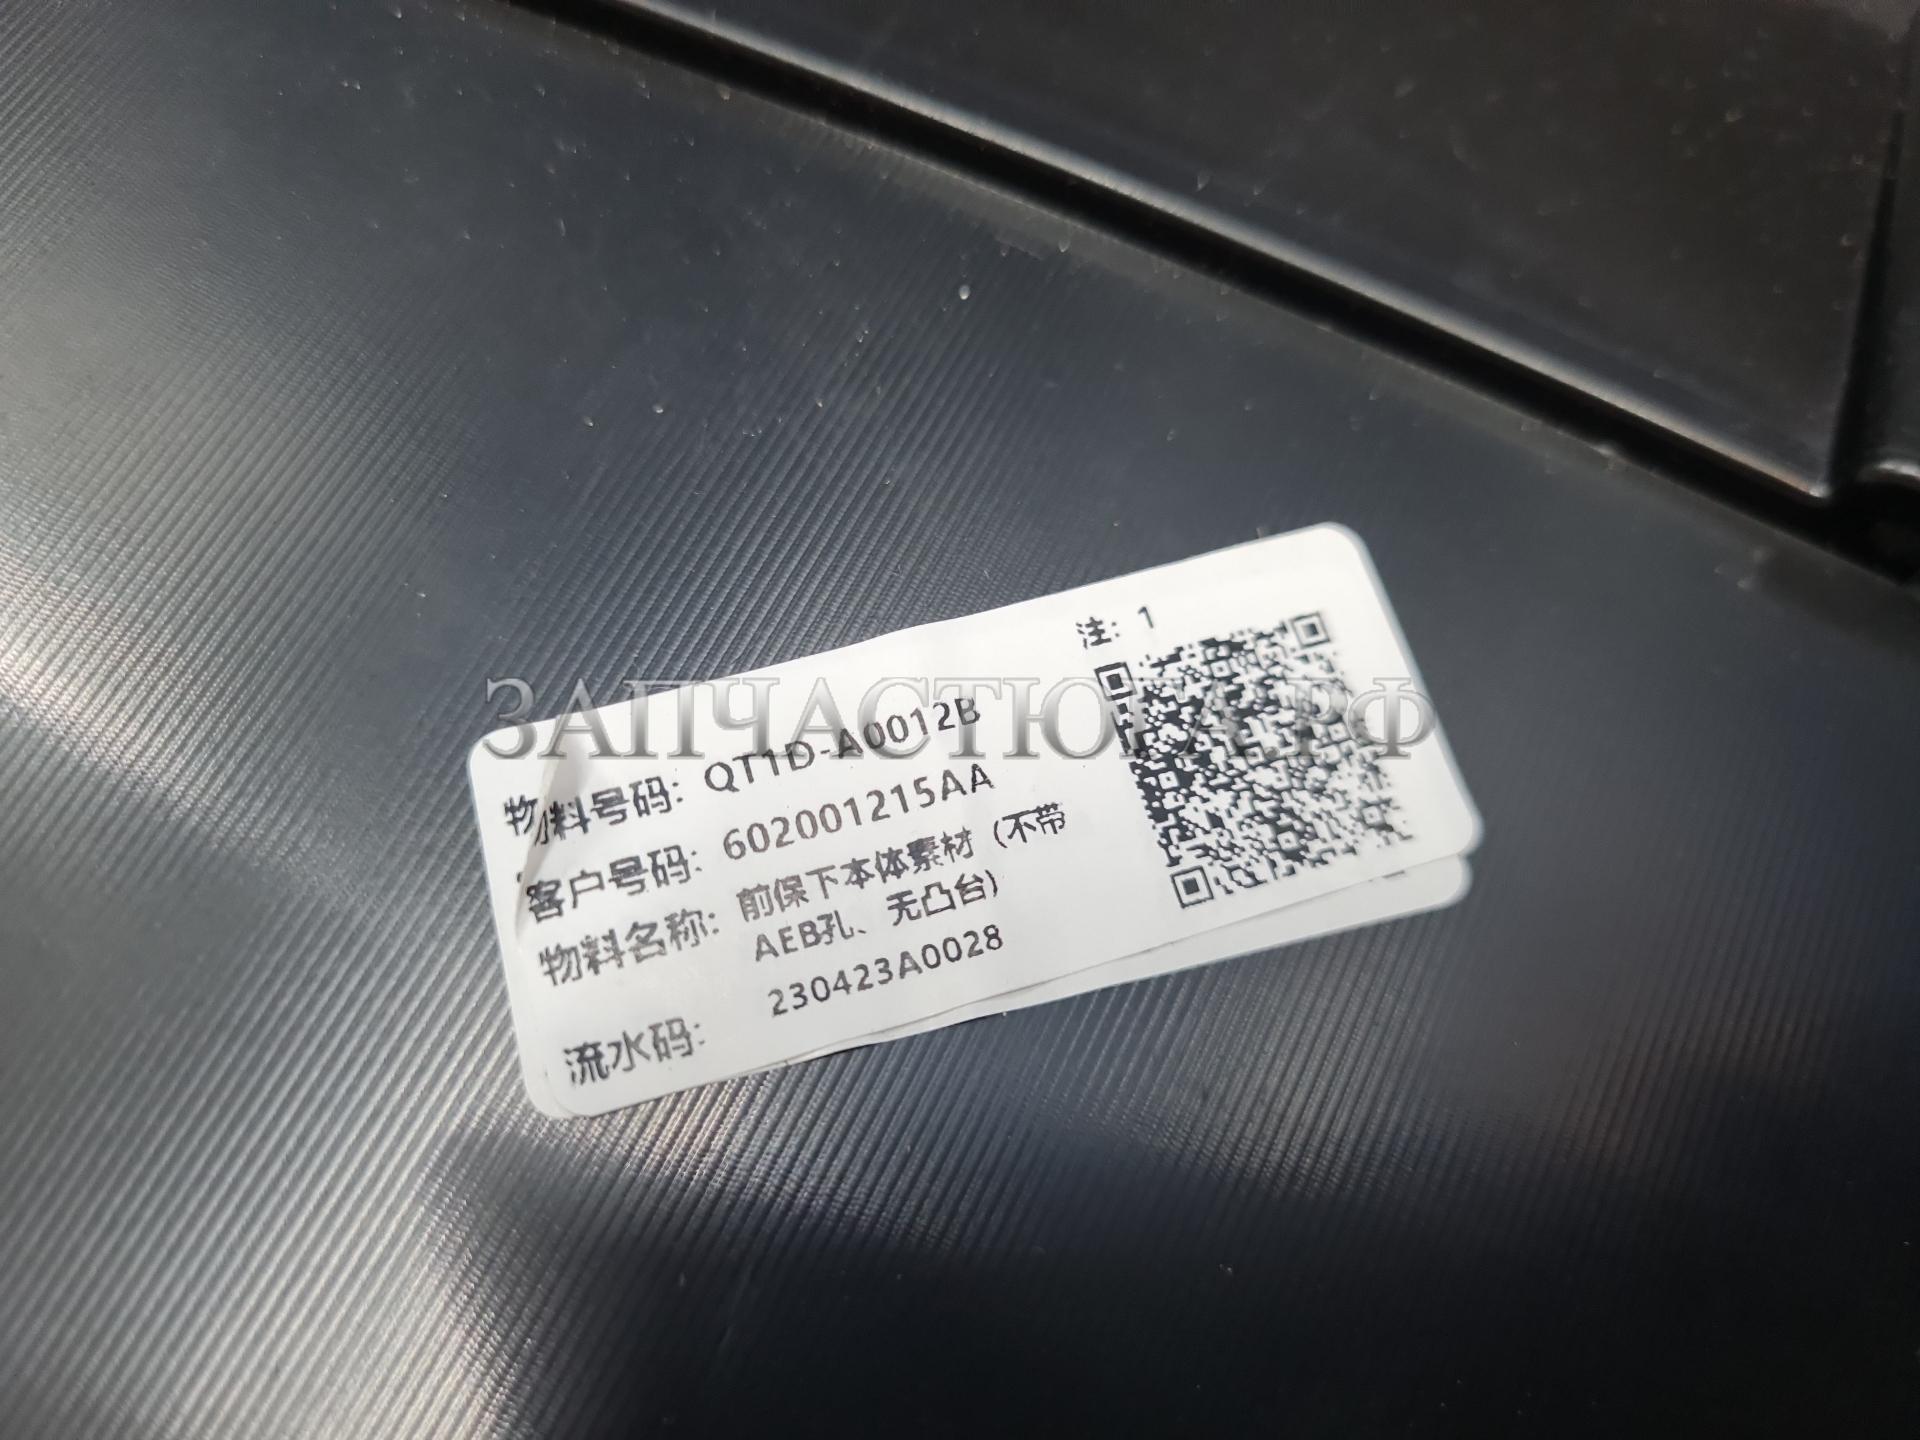 注: 1
物料号码: QT1D-A0012B
客户号码: 602001215AA
物料名称: 前保下本体素材 (不带
AEB孔、无凸台)
流水码: 230423A0028
ЗАПЧАСТЮГА.РФ